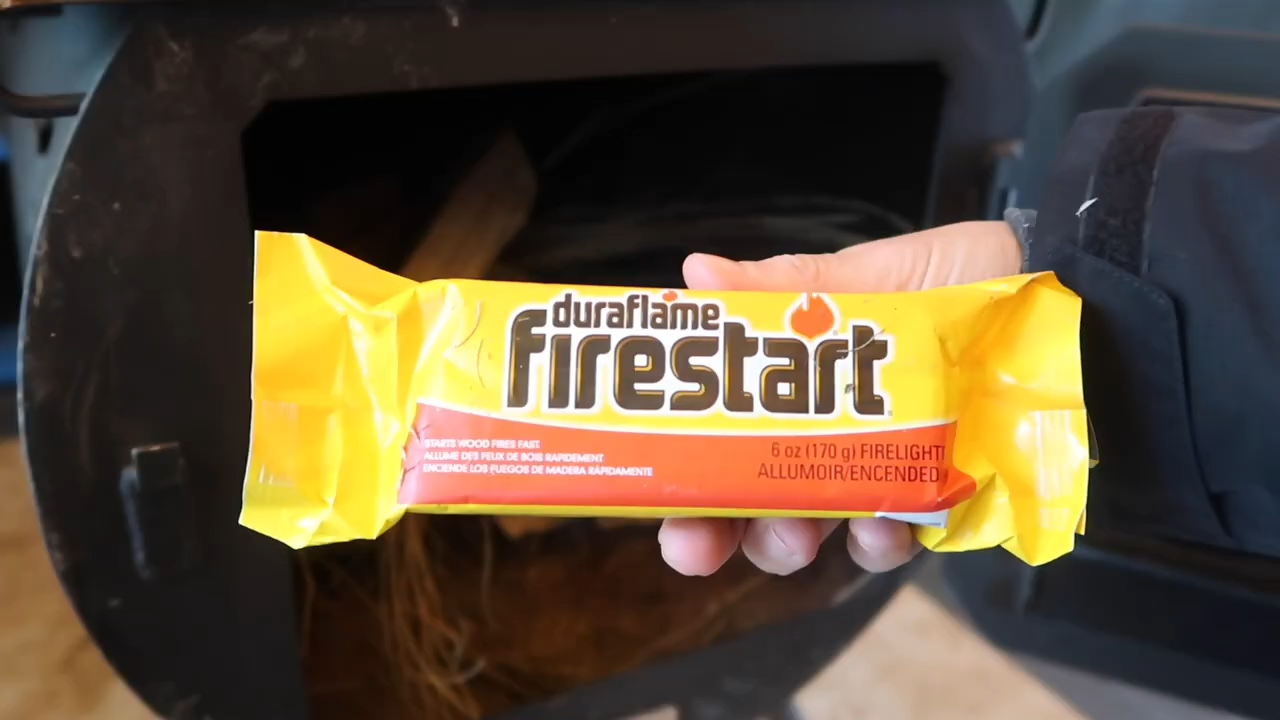 duraflame
firestart
STARTS WOOD FIRES FAST.
ALLUME DES FEUX DE BOIS RAPIDEMENT
ENCIENDE LOS FUEGOS DE MADERA RÁPIDAMENTE
6 oz (170 g) FIRELIGHT
ALLUMOIR/ENCENDED